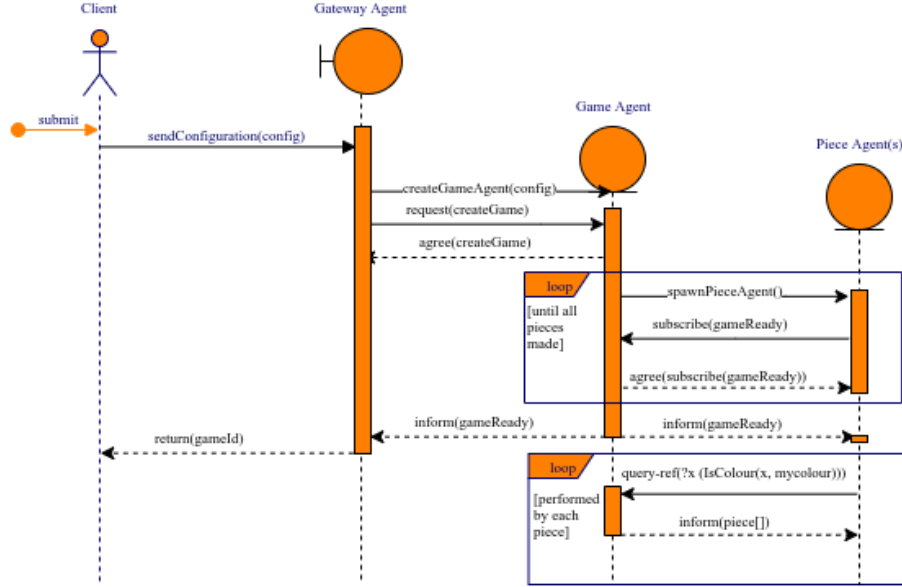 Client
Gateway Agent
Game Agent
Piece Agent(s)
submit
sendConfiguration(config)
createGameAgent(config)
request(createGame)
agree(createGame)
loop
[until all
pieces
made]
spawnPieceAgent()
subscribe(gameReady)
agree(subscribe(gameReady))
inform(gameReady)
inform(gameReady)
return(gameId)
loop
[performed
by each
piece]
query-ref(?x (IsColour(x, mycolour)))
inform(piece[])